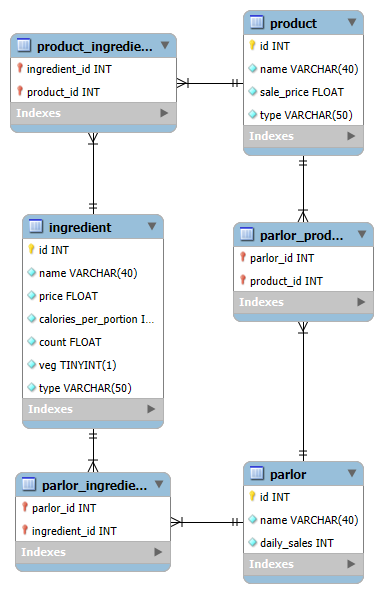 product_ingredie...
ingredient_id INT
product_id INT
Indexes
product
id INT
name VARCHAR(40)
sale_price FLOAT
type VARCHAR(50)
Indexes
ingredient
id INT
name VARCHAR(40)
price FLOAT
calories_per_portion I...
count FLOAT
veg TINYINT(1)
type VARCHAR(50)
Indexes
parlor_prod...
parlor_id INT
product_id INT
Indexes
parlor_ingredie...
parlor_id INT
ingredient_id INT
Indexes
parlor
id INT
name VARCHAR(40)
daily_sales INT
Indexes